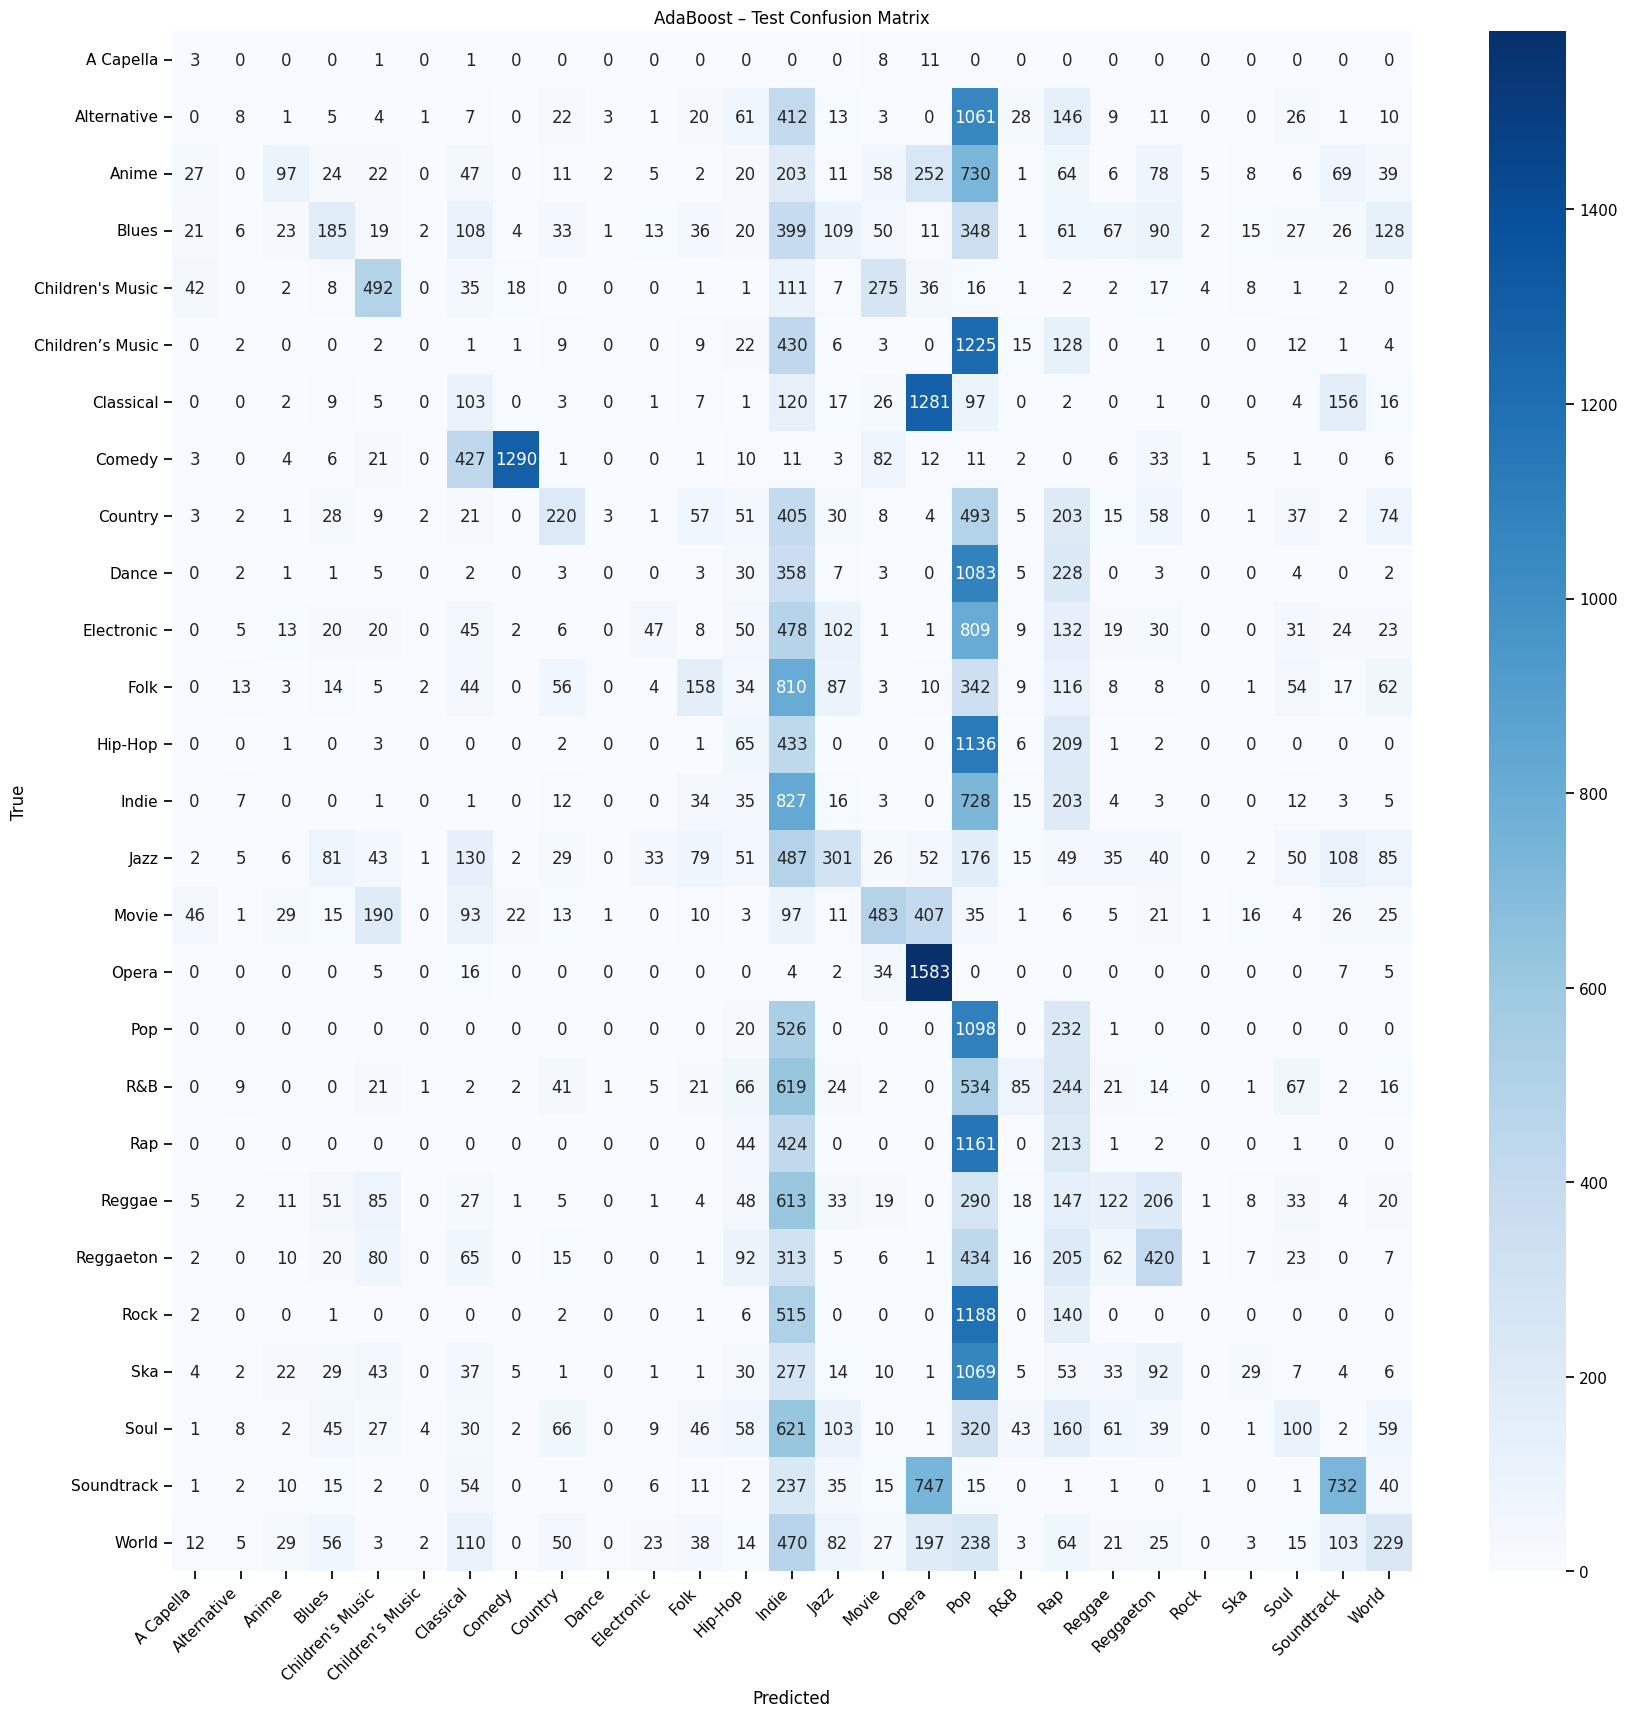 AdaBoost – Test Confusion Matrix
A Capella 3 0 0 0 1 0 1 0 0 0 0 0 0 0 0 8 11 0 0 0 0 0 0 0 0 0 0
Alternative 0 8 1 5 4 1 7 0 22 3 1 20 61 412 13 3 0 1061 28 146 9 11 0 0 26 1 10
Anime 27 0 97 24 22 0 47 0 11 2 5 2 20 203 11 58 252 730 1 64 6 78 5 8 6 69 39
Blues 21 6 23 185 19 2 108 4 33 1 13 36 20 399 109 50 11 348 1 61 67 90 2 15 27 26 128
Children's Music 42 0 2 8 492 0 35 18 0 0 0 1 1 111 7 275 36 16 1 2 2 17 4 8 1 2 0
Children’s Music 0 2 0 0 2 0 1 1 9 0 0 9 22 430 6 3 0 1225 15 128 0 1 0 0 12 1 4
Classical 0 0 2 9 5 0 103 0 3 0 1 7 1 120 17 26 1281 97 0 2 0 1 0 0 4 156 16
Comedy 3 0 4 6 21 0 427 1290 1 0 0 1 10 11 3 82 12 11 2 0 6 33 1 5 1 0 6
Country 3 2 1 28 9 2 21 0 220 3 1 57 51 405 30 8 4 493 5 203 15 58 0 1 37 2 74
Dance 0 2 1 1 5 0 2 0 3 0 0 3 30 358 7 3 0 1083 5 228 0 3 0 0 4 0 2
Electronic 0 5 13 20 20 0 45 2 6 0 47 8 50 478 102 1 1 809 9 132 19 30 0 0 31 24 23
Folk 0 13 3 14 5 2 44 0 56 0 4 158 34 810 87 3 10 342 9 116 8 8 0 1 54 17 62
Hip-Hop 0 0 1 0 3 0 0 0 2 0 0 1 65 433 0 0 0 1136 6 209 1 2 0 0 0 0 0
Indie 0 7 0 0 1 0 1 0 12 0 0 34 35 827 16 3 0 728 15 203 4 3 0 0 12 3 5
Jazz 2 5 6 81 43 1 130 2 29 0 33 79 51 487 301 26 52 176 15 49 35 40 0 2 50 108 85
Movie 46 1 29 15 190 0 93 22 13 1 0 10 3 97 11 483 407 35 1 6 5 21 1 16 4 26 25
Opera 0 0 0 0 5 0 16 0 0 0 0 0 0 4 2 34 1583 0 0 0 0 0 0 0 0 7 5
Pop 0 0 0 0 0 0 0 0 0 0 0 0 20 526 0 0 0 1098 0 232 1 0 0 0 0 0 0
R&B 0 9 0 0 21 1 2 2 41 1 5 21 66 619 24 2 0 534 85 244 21 14 0 1 67 2 16
Rap 0 0 0 0 0 0 0 0 0 0 0 0 44 424 0 0 0 1161 0 213 1 2 0 0 1 0 0
Reggae 5 2 11 51 85 0 27 1 5 0 1 4 48 613 33 19 0 290 18 147 122 206 1 8 33 4 20
Reggaeton 2 0 10 20 80 0 65 0 15 0 0 1 92 313 5 6 1 434 16 205 62 420 1 7 23 0 7
Rock 2 0 0 1 0 0 0 0 2 0 0 1 6 515 0 0 0 1188 0 140 0 0 0 0 0 0 0
Ska 4 2 22 29 43 0 37 5 1 0 1 1 30 277 14 10 1 1069 5 53 33 92 0 29 7 4 6
Soul 1 8 2 45 27 4 30 2 66 0 9 46 58 621 103 10 1 320 43 160 61 39 0 1 100 2 59
Soundtrack 1 2 10 15 2 0 54 0 1 0 6 11 2 237 35 15 747 15 0 1 1 0 1 0 1 732 40
World 12 5 29 56 3 2 110 0 50 0 23 38 14 470 82 27 197 238 3 64 21 25 0 3 15 103 229
A Capella Alternative Anime Blues Children's Music Children’s Music Classical Comedy Country Dance Electronic Folk Hip-Hop Indie Jazz Movie Opera Pop R&B Rap Reggae Reggaeton Rock Ska Soul Soundtrack World
Predicted
True
1400
1200
1000
800
600
400
200
0